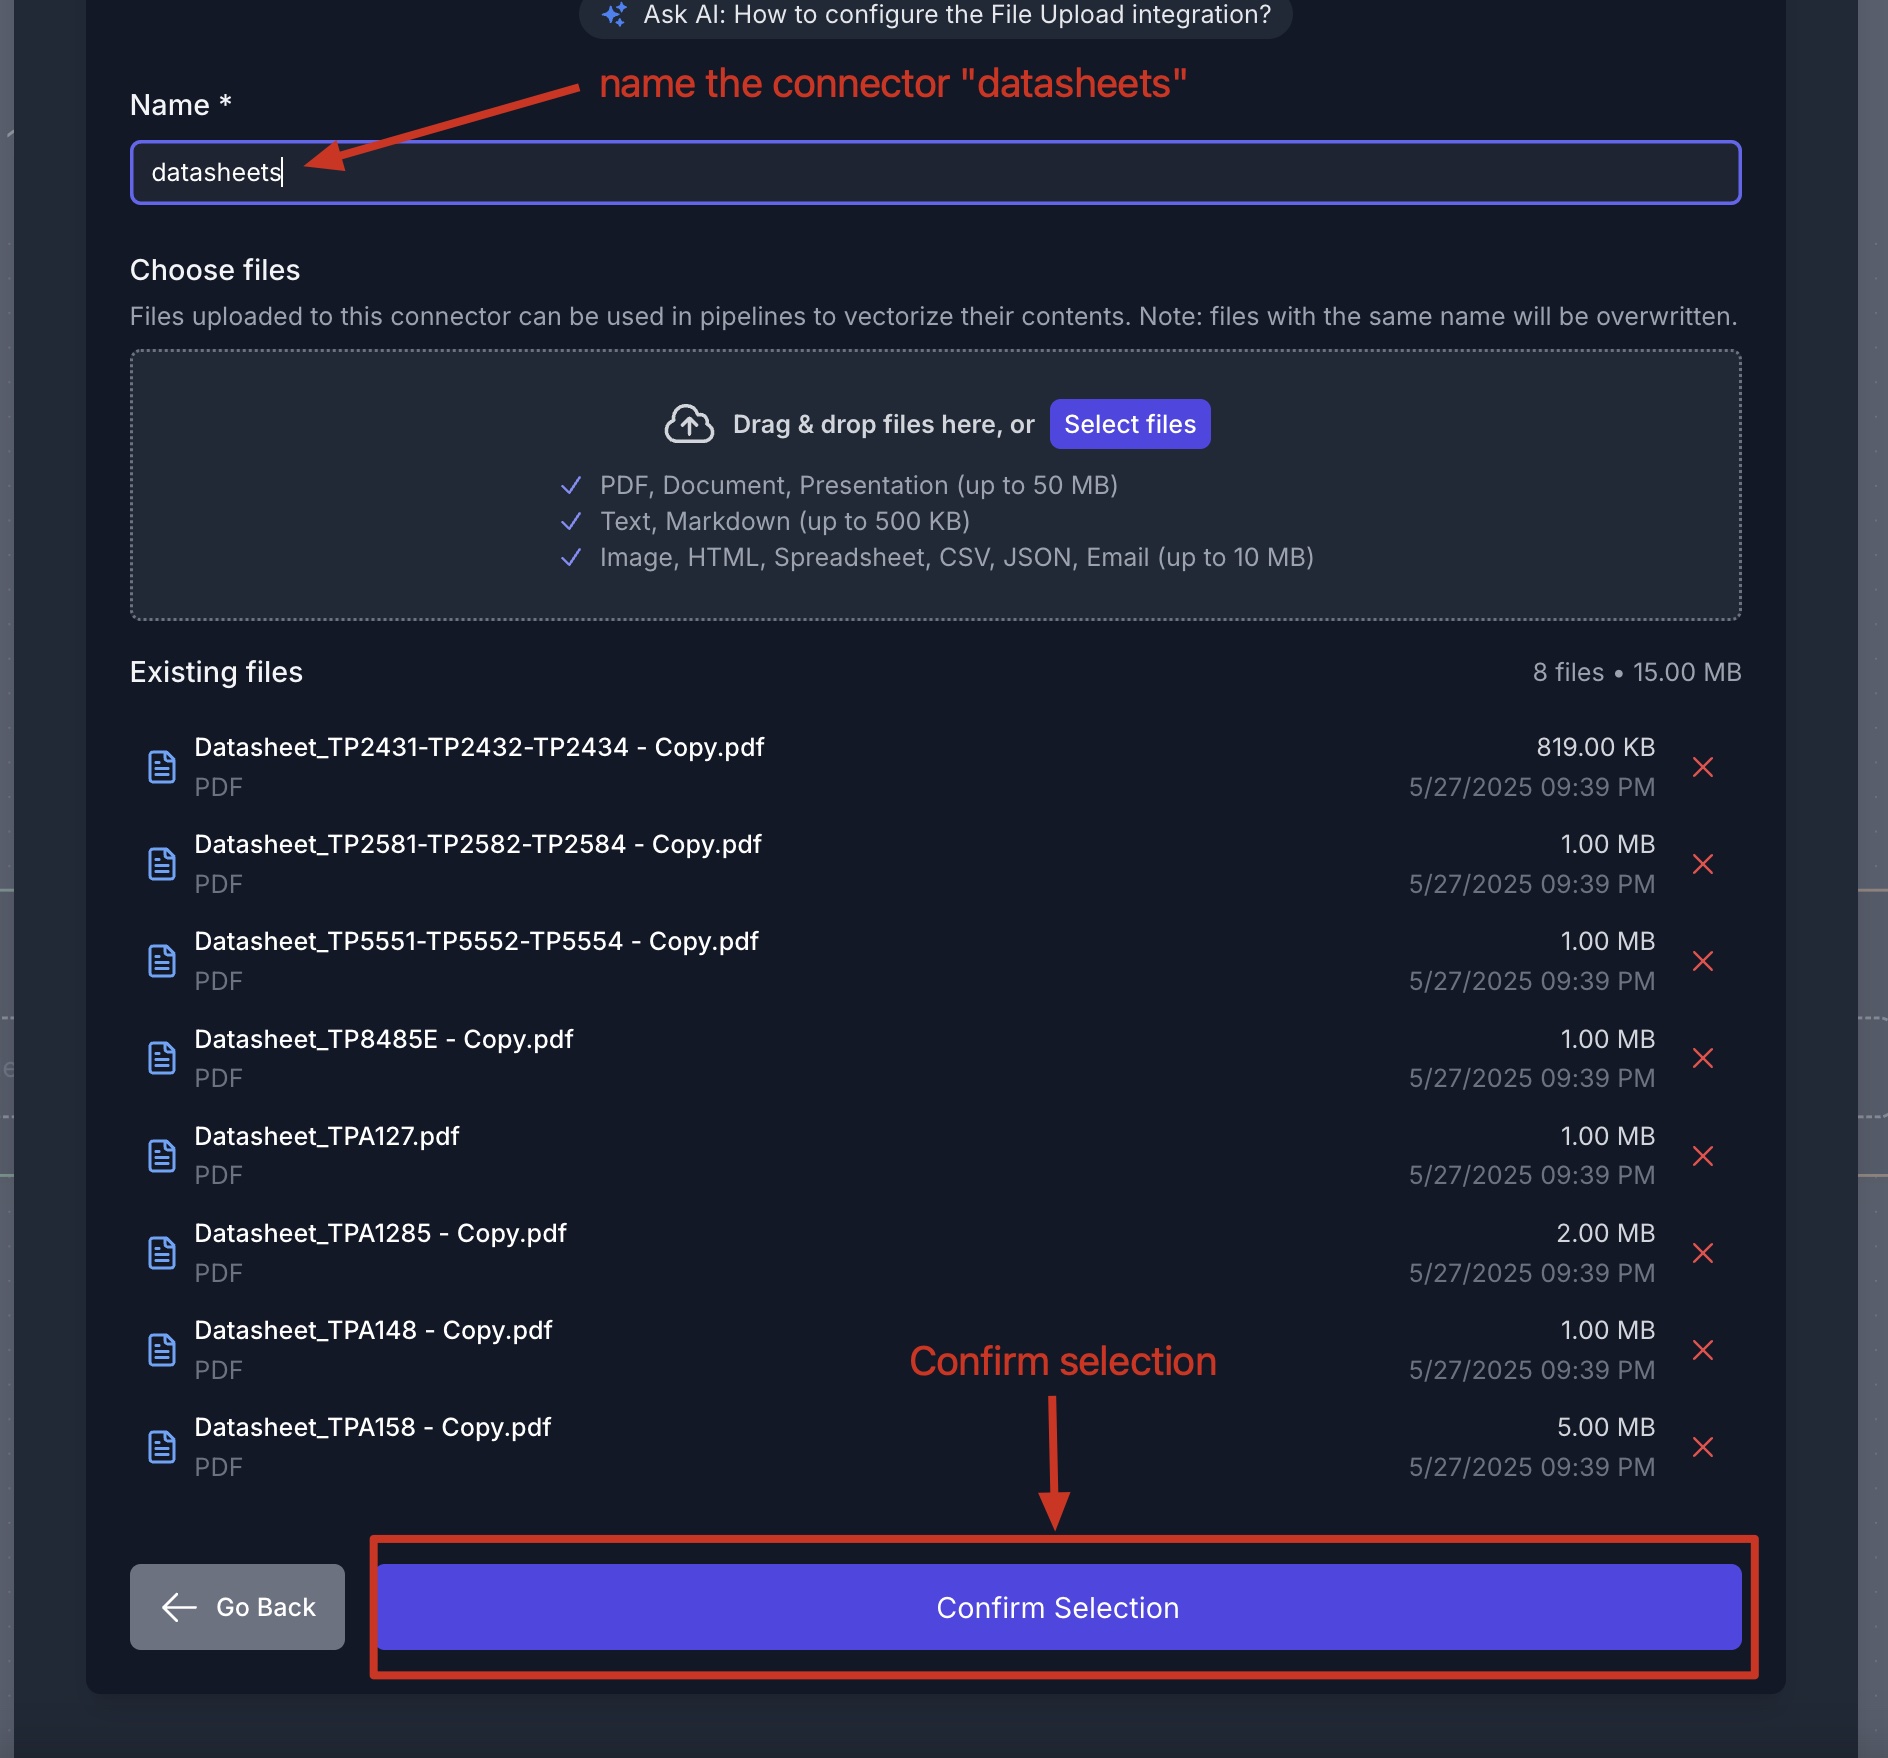 Ask AI: How to configure the File Upload integration?
name the connector "datasheets"
Name *
datasheets
Choose files
Files uploaded to this connector can be used in pipelines to vectorize their contents. Note: files with the same name will be overwritten.
Drag & drop files here, or Select files
PDF, Document, Presentation (up to 50 MB)
Text, Markdown (up to 500 KB)
Image, HTML, Spreadsheet, CSV, JSON, Email (up to 10 MB)
Existing files 8 files • 15.00 MB
Datasheet_TP2431-TP2432-TP2434 - Copy.pdf 819.00 KB
PDF 5/27/2025 09:39 PM
Datasheet_TP2581-TP2582-TP2584 - Copy.pdf 1.00 MB
PDF 5/27/2025 09:39 PM
Datasheet_TP5551-TP5552-TP5554 - Copy.pdf 1.00 MB
PDF 5/27/2025 09:39 PM
Datasheet_TP8485E - Copy.pdf 1.00 MB
PDF 5/27/2025 09:39 PM
Datasheet_TPA127.pdf 1.00 MB
PDF 5/27/2025 09:39 PM
Datasheet_TPA1285 - Copy.pdf 2.00 MB
PDF 5/27/2025 09:39 PM
Datasheet_TPA148 - Copy.pdf 1.00 MB
PDF 5/27/2025 09:39 PM
Confirm selection
Datasheet_TPA158 - Copy.pdf 5.00 MB
PDF 5/27/2025 09:39 PM
Go Back Confirm Selection